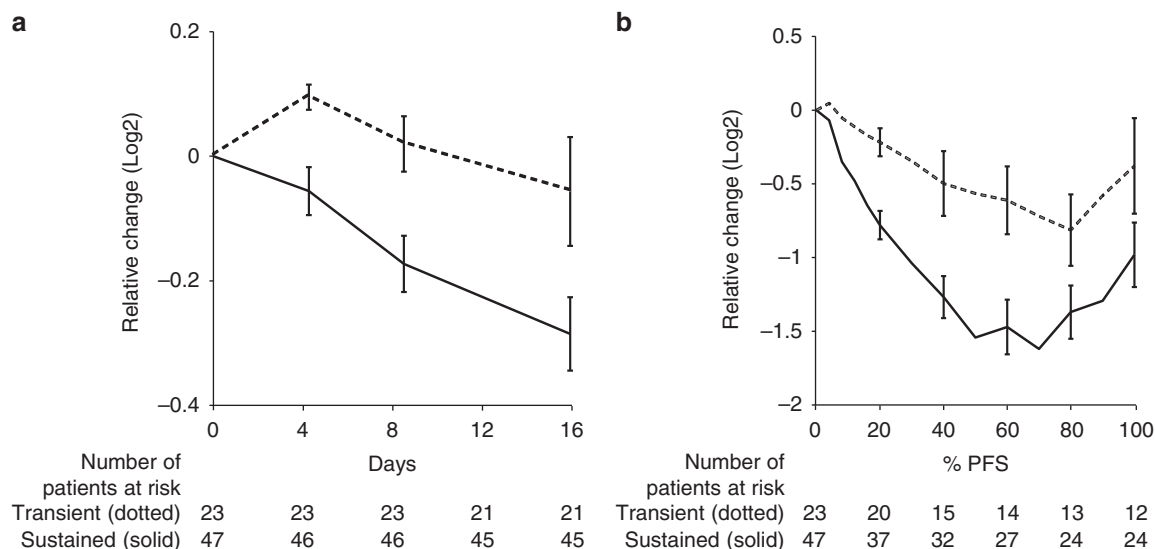 a
Relative change (Log2)
0.2
0
−0.2
−0.4
0 4 8 12 16
Days
Number of
patients at risk
Transient (dotted) 23 23 23 21 21
Sustained (solid) 47 46 46 45 45
b
Relative change (Log2)
0.5
0
−0.5
−1
−1.5
−2
0 20 40 60 80 100
% PFS
Number of
patients at risk
Transient (dotted) 23 20 15 14 13 12
Sustained (solid) 47 37 32 27 24 24